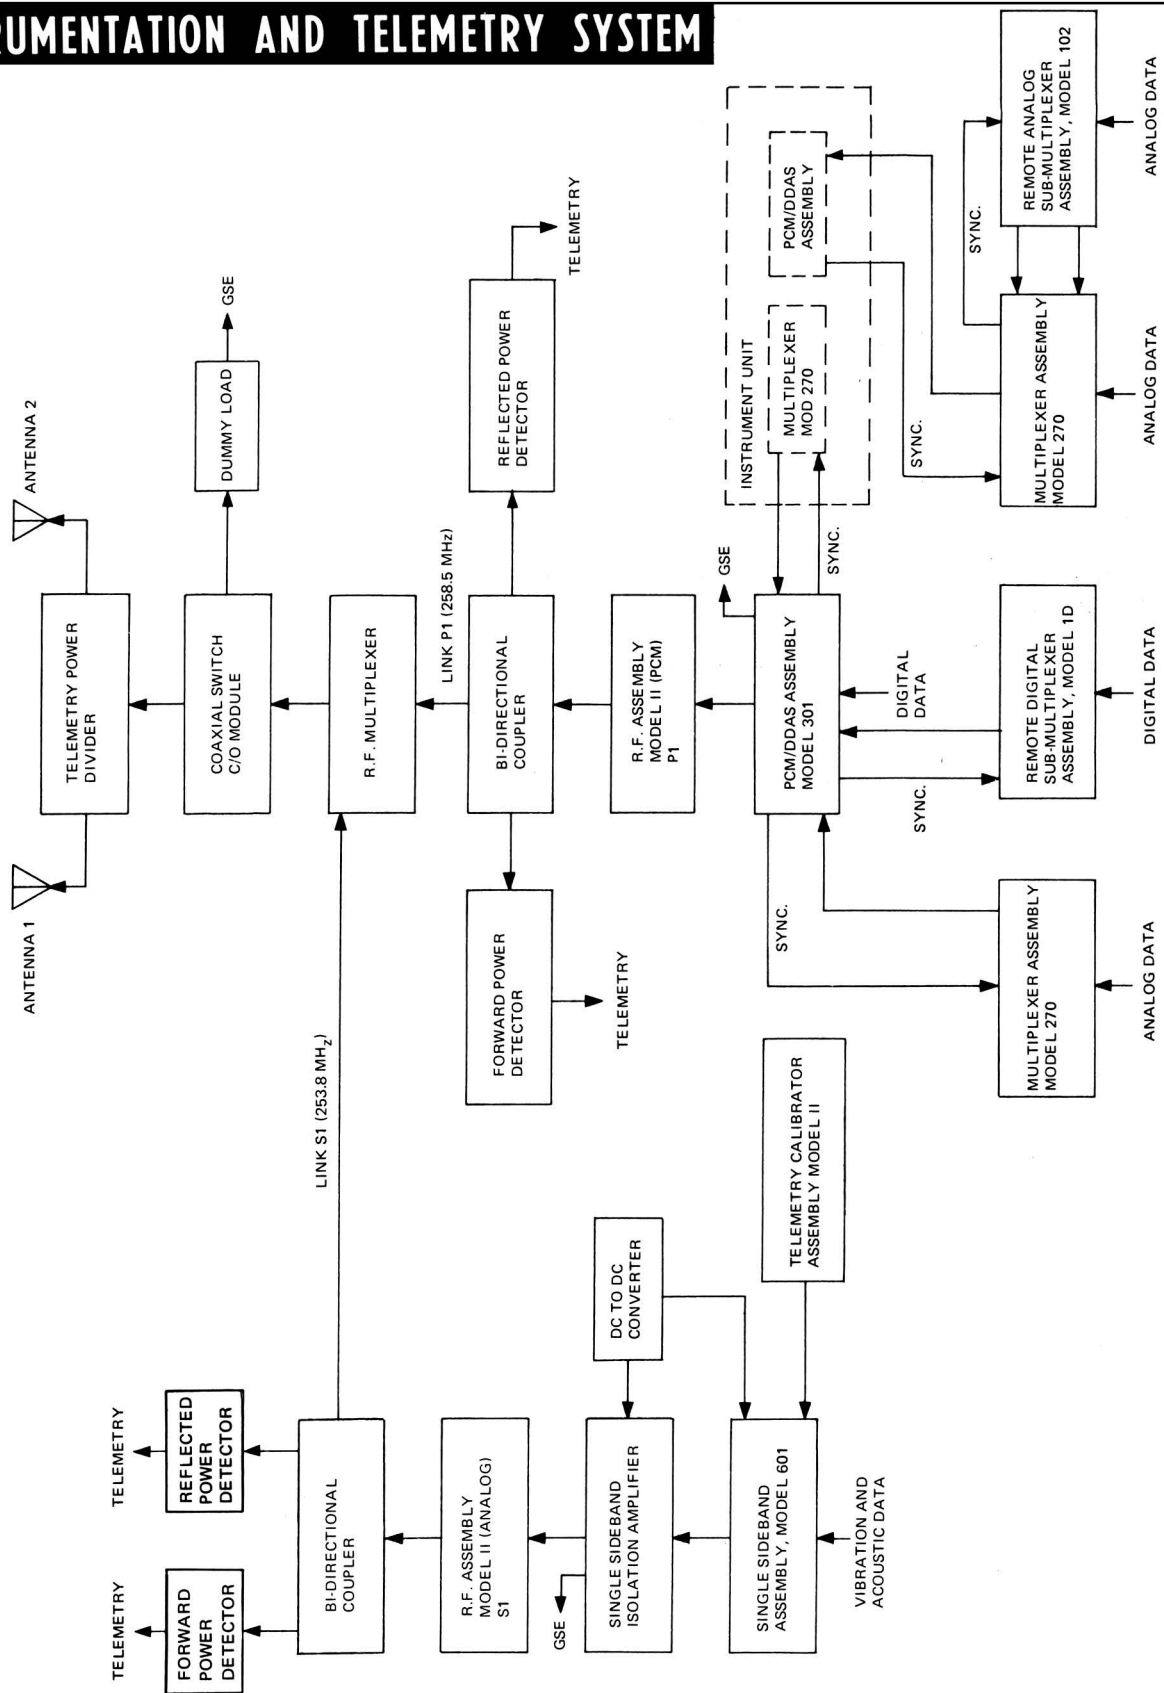 RUMENTATION AND TELEMETRY SYSTEM
ANTENNA 1
ANTENNA 2
TELEMETRY POWER
DIVIDER
COAXIAL SWITCH
C/O MODULE
DUMMY LOAD
GSE
R.F. MULTIPLEXER
LINK S1 (253.8 MHz)
LINK P1 (258.5 MHz)
BI-DIRECTIONAL
COUPLER
REFLECTED POWER
DETECTOR
TELEMETRY
FORWARD POWER
DETECTOR
TELEMETRY
R.F. ASSEMBLY
MODEL II (PCM)
P1
PCM/DDAS ASSEMBLY
MODEL 301
GSE
SYNC.
INSTRUMENT UNIT
MULTIPLEXER
MOD 270
PCM/DDAS
ASSEMBLY
SYNC.
SYNC.
SYNC.
SYNC.
DIGITAL
DATA
MULTIPLEXER ASSEMBLY
MODEL 270
ANALOG DATA
REMOTE DIGITAL
SUB-MULTIPLEXER
ASSEMBLY, MODEL 1D
DIGITAL DATA
MULTIPLEXER ASSEMBLY
MODEL 270
ANALOG DATA
REMOTE ANALOG
SUB-MULTIPLEXER
ASSEMBLY, MODEL 102
ANALOG DATA
TELEMETRY
FORWARD
POWER
DETECTOR
TELEMETRY
REFLECTED
POWER
DETECTOR
BI-DIRECTIONAL
COUPLER
R.F. ASSEMBLY
MODEL II (ANALOG)
S1
GSE
SINGLE SIDEBAND
ISOLATION AMPLIFIER
DC TO DC
CONVERTER
SINGLE SIDEBAND
ASSEMBLY, MODEL 601
TELEMETRY CALIBRATOR
ASSEMBLY MODEL II
VIBRATION AND
ACOUSTIC DATA